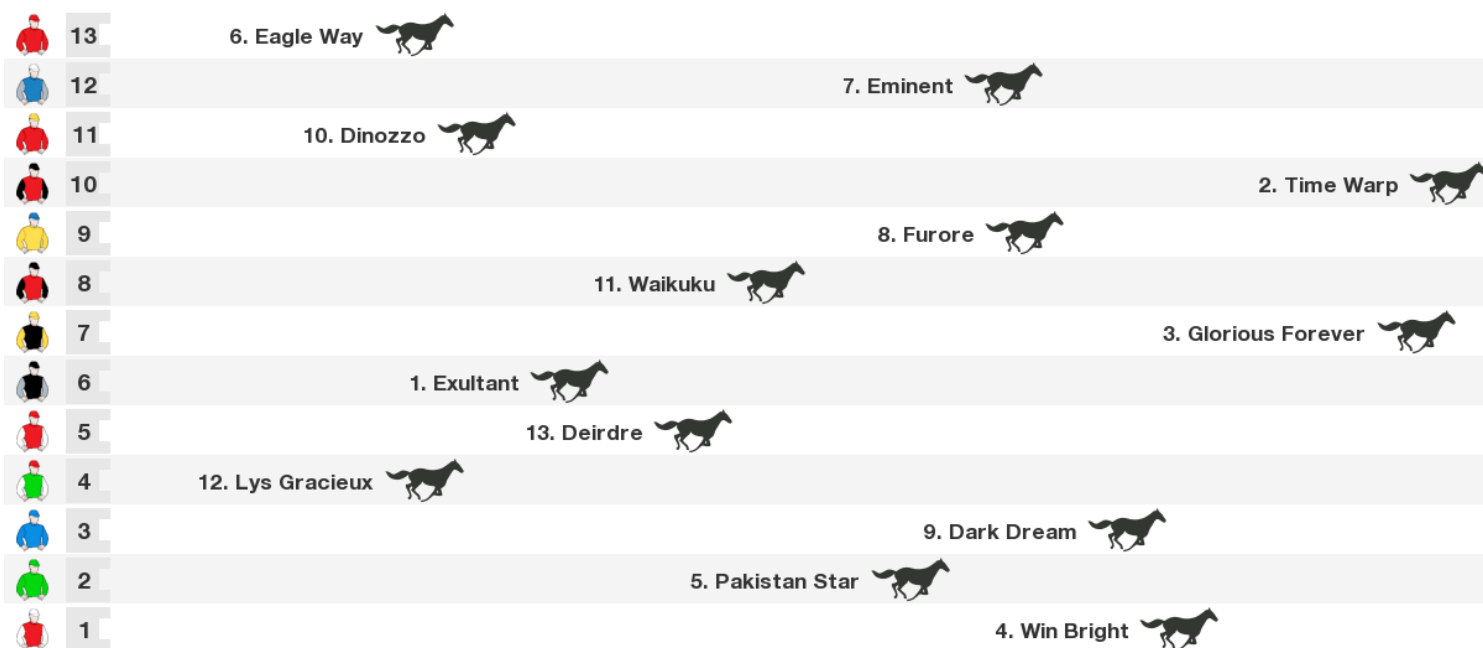 13 6. Eagle Way
12 7. Eminent
11 10. Dinozzo
10 2. Time Warp
9 8. Furore
8 11. Waikuku
7 3. Glorious Forever
6 1. Exultant
5 13. Deirdre
4 12. Lys Gracieux
3 9. Dark Dream
2 5. Pakistan Star
1 4. Win Bright